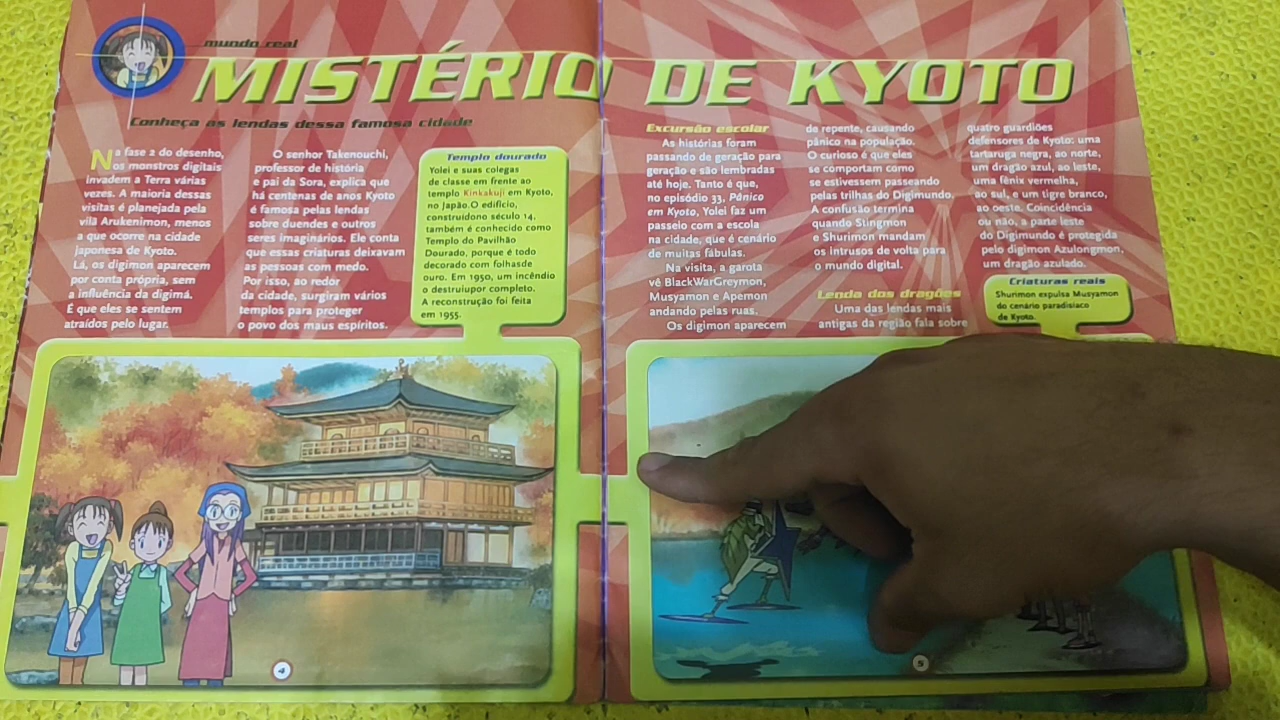 mundo real
MISTÉRIO DE KYOTO
Conheça as lendas dessa famosa cidade
Na fase 2 do desenho,
os monstros digitais
invadem a Terra várias
vezes. A maioria dessas
visitas é planejada pela
vilã Arukenimon, menos
a que ocorre na cidade
japonesa de Kyoto.
Lá, os digimon aparecem
por conta própria, sem
a influência da digimá.
É que eles se sentem
atraídos pelo lugar.
O senhor Takenouchi,
professor de história
e pai da Sora, explica que
há centenas de anos Kyoto
é famosa pelas lendas
sobre duendes e outros
seres imaginários. Ele conta
que essas criaturas deixavam
as pessoas com medo.
Por isso, ao redor
da cidade, surgiram vários
templos para proteger
o povo dos maus espíritos.
Templo dourado
Yolei e suas colegas
de classe em frente ao
templo Kinkakuji em Kyoto,
no Japão.O edifício,
construídono século 14,
também é conhecido como
Templo do Pavilhão
Dourado, porque é todo
decorado com folhasde
ouro. Em 1950, um incêndio
o destruiupor completo.
A reconstrução foi feita
em 1955.
Excursão escolar
As histórias foram
passando de geração para
geração e são lembradas
até hoje. Tanto é que,
no episódio 33, Pânico
em Kyoto, Yolei faz um
passeio com a escola
na cidade, que é cenário
de muitas fábulas.
Na visita, a garota
vê BlackWarGreymon,
Musyamon e Apemon
andando pelas ruas.
Os digimon aparecem
de repente, causando
pânico na população.
O curioso é que eles
se comportam como
se estivessem passeando
pelas trilhas do Digimundo.
A confusão termina
quando Stingmon
e Shurimon mandam
os intrusos de volta para
o mundo digital.
Lenda dos dragões
Uma das lendas mais
antigas da região fala sobre
quatro guardiões
defensores de Kyoto: uma
tartaruga negra, ao norte,
um dragão azul, ao leste,
uma fênix vermelha,
ao sul, e um tigre branco,
ao oeste. Coincidência
ou não, a parte leste
do Digimundo é protegida
pelo digimon Azulongmon,
um dragão azulado.
Criaturas reais
Shurimon expulsa Musyamon
do cenário paradisíaco
de Kyoto.
4
5